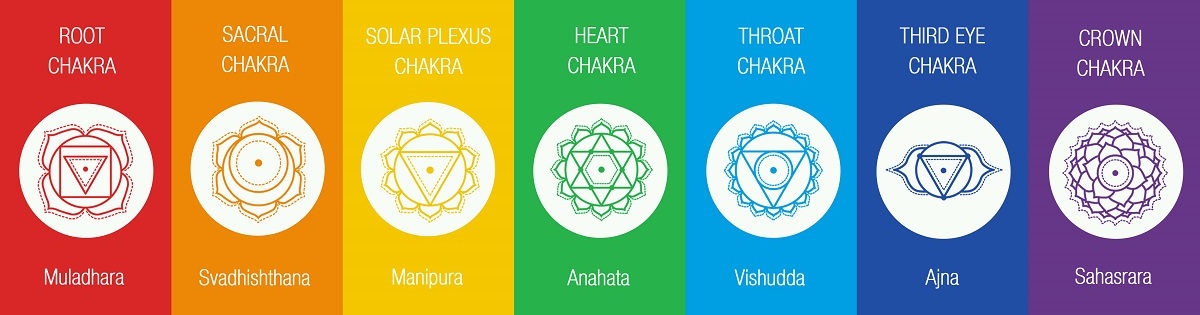 ROOT
CHAKRA
Muladhara
SACRAL
CHAKRA
Svadhishthana
SOLAR PLEXUS
CHAKRA
Manipura
HEART
CHAKRA
Anahata
THROAT
CHAKRA
Vishudda
THIRD EYE
CHAKRA
Ajna
CROWN
CHAKRA
Sahasrara